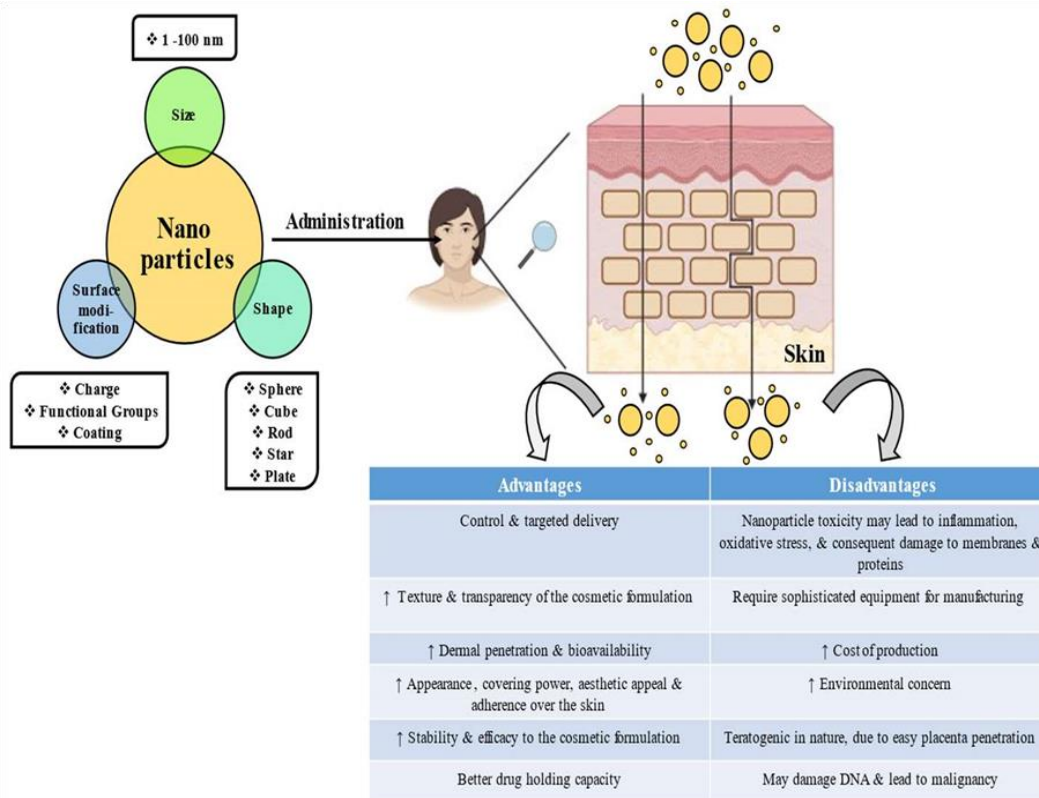 ❖ 1 -100 nm
Size
Nano
particles
Surface
modi-
fication
Shape
❖ Charge
❖ Functional Groups
❖ Coating
❖ Sphere
❖ Cube
❖ Rod
❖ Star
❖ Plate
Administration
Skin
Advantages
Disadvantages
Control & targeted delivery
Nanoparticle toxicity may lead to inflammation,
oxidative stress, & consequent damage to membranes &
proteins
↑ Texture & transparency of the cosmetic formulation
Require sophisticated equipment for manufacturing
↑ Dermal penetration & bioavailability
↑ Cost of production
↑ Appearance, covering power, aesthetic appeal &
adherence over the skin
↑ Environmental concern
↑ Stability & efficacy to the cosmetic formulation
Teratogenic in nature, due to easy placenta penetration
Better drug holding capacity
May damage DNA & lead to malignancy